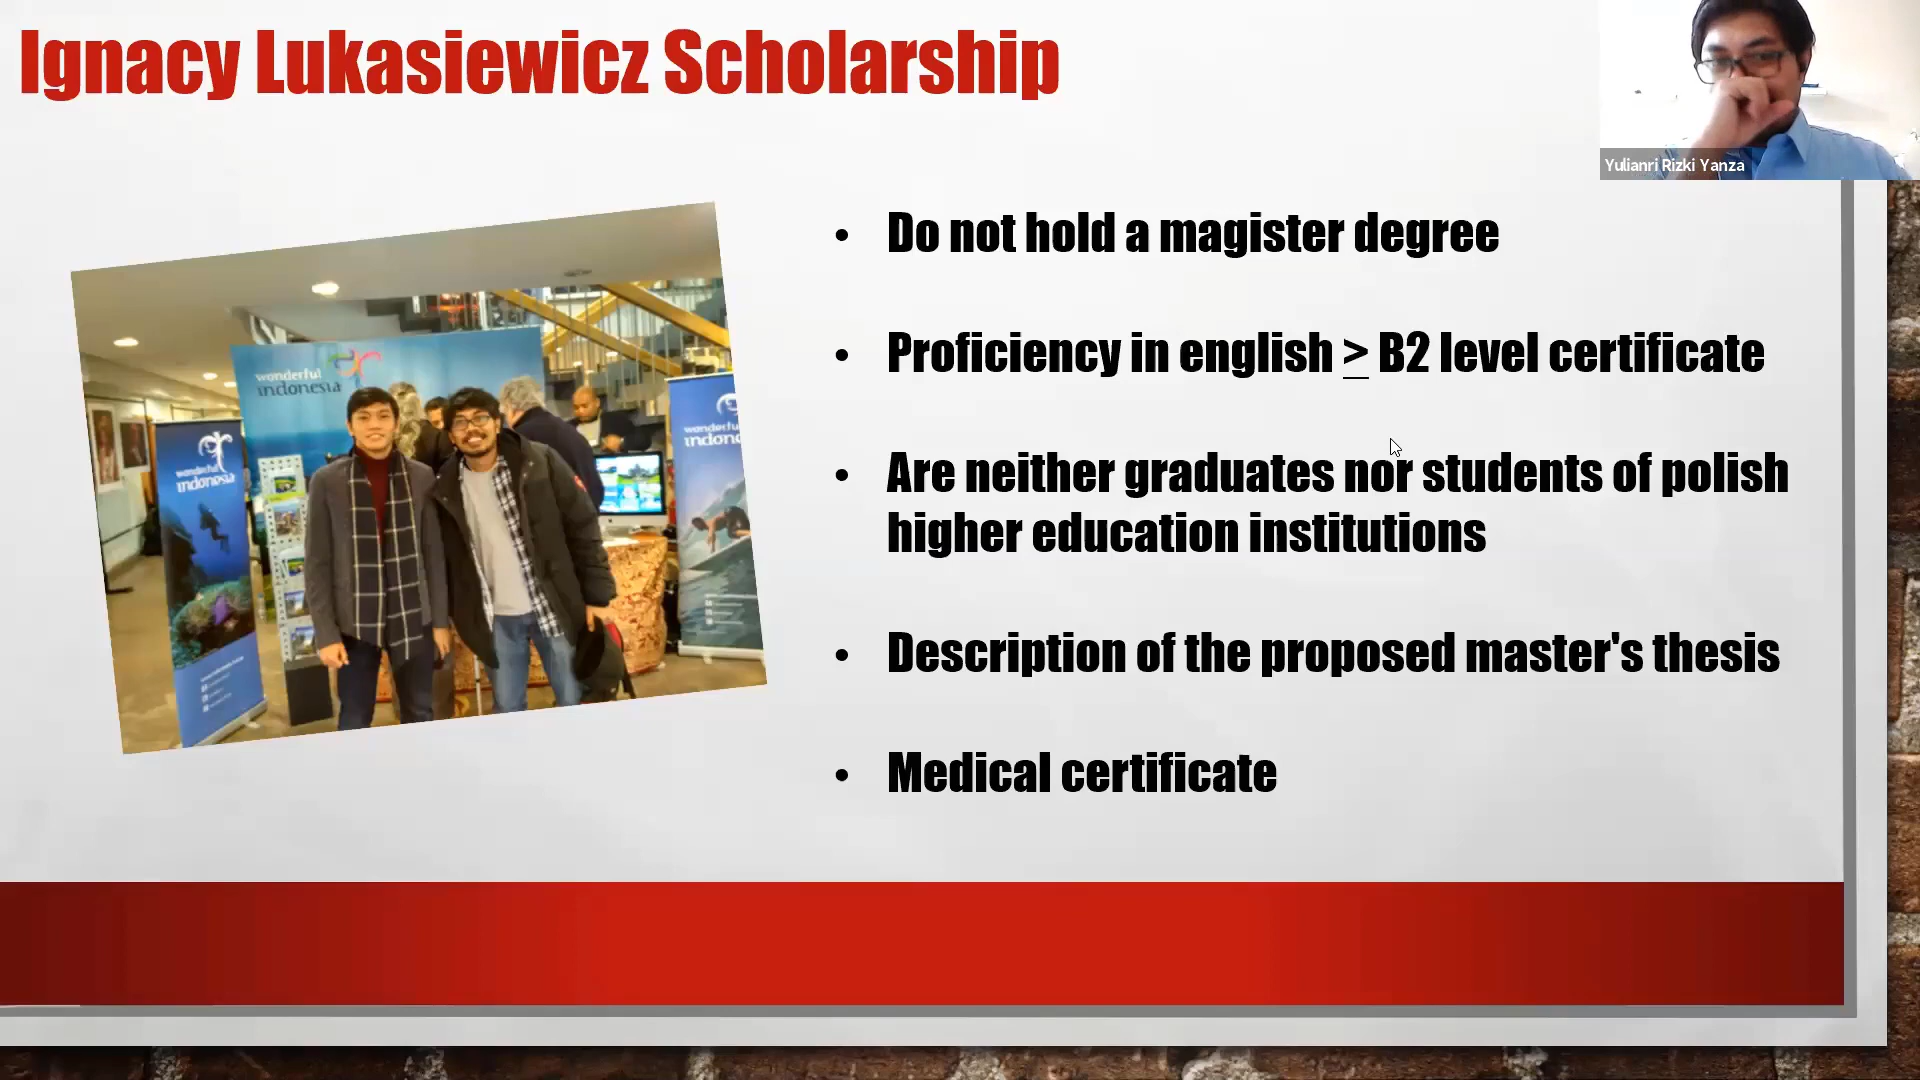 Ignacy Lukasiewicz Scholarship
Yulianri Rizki Yanza
• Do not hold a magister degree
• Proficiency in english > B2 level certificate
• Are neither graduates nor students of polish
higher education institutions
• Description of the proposed master's thesis
• Medical certificate
wonderful
indonesia
wonderful
indonesia
wonderful
indone